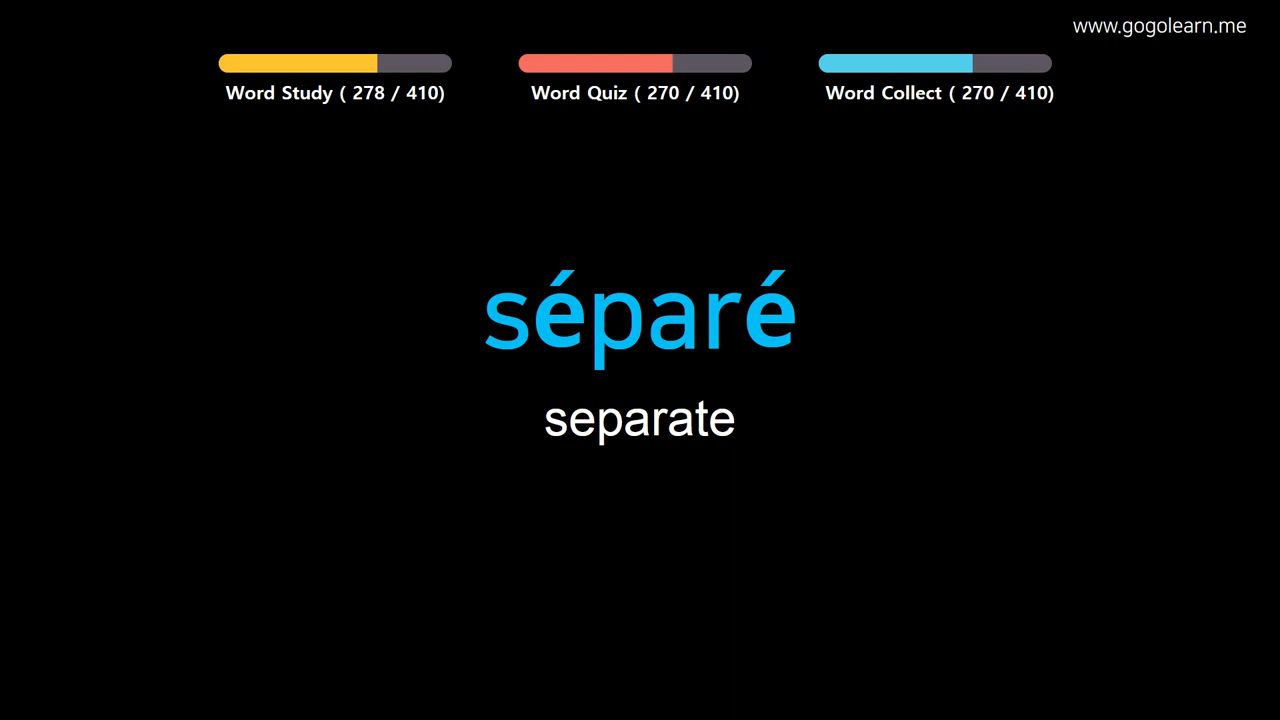 www.gogolearn.me
Word Study ( 278 / 410)
Word Quiz ( 270 / 410)
Word Collect ( 270 / 410)
séparé
separate